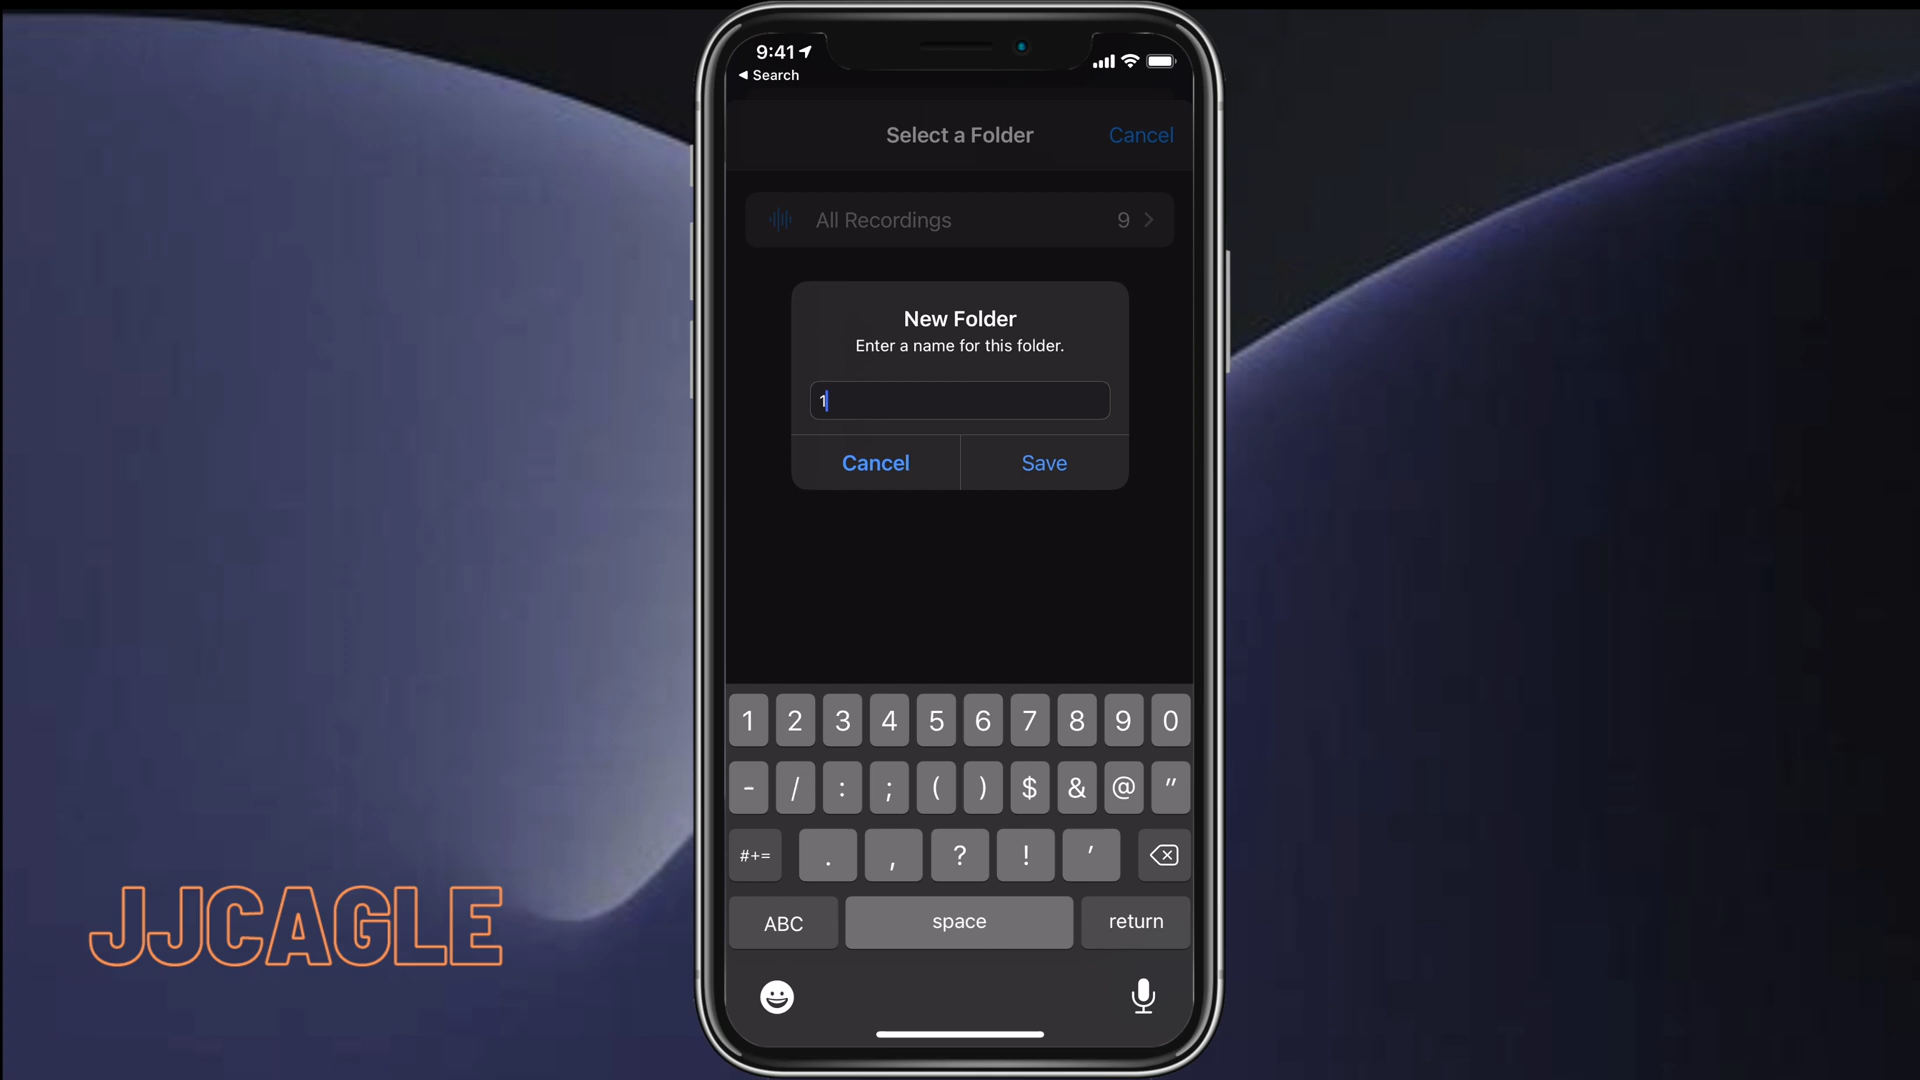 9:41
◀ Search
Select a Folder
Cancel
All Recordings
9
New Folder
Enter a name for this folder.
1
Cancel
Save
1 2 3 4 5 6 7 8 9 0
- / : ; ( ) $ & @ "
#+= . , ? ! '
ABC space return
JJCAGLE